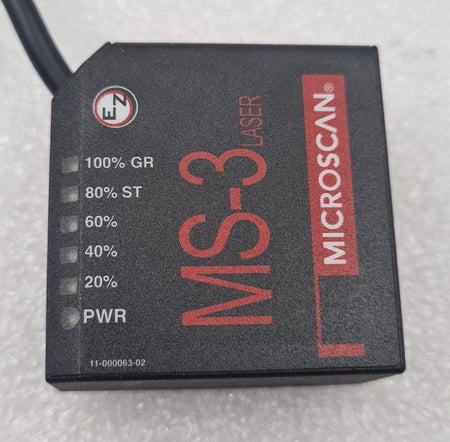 EZ
100% GR
80% ST
60%
40%
20%
PWR
11-000063-02
MS-3
LASER
MICROSCAN®